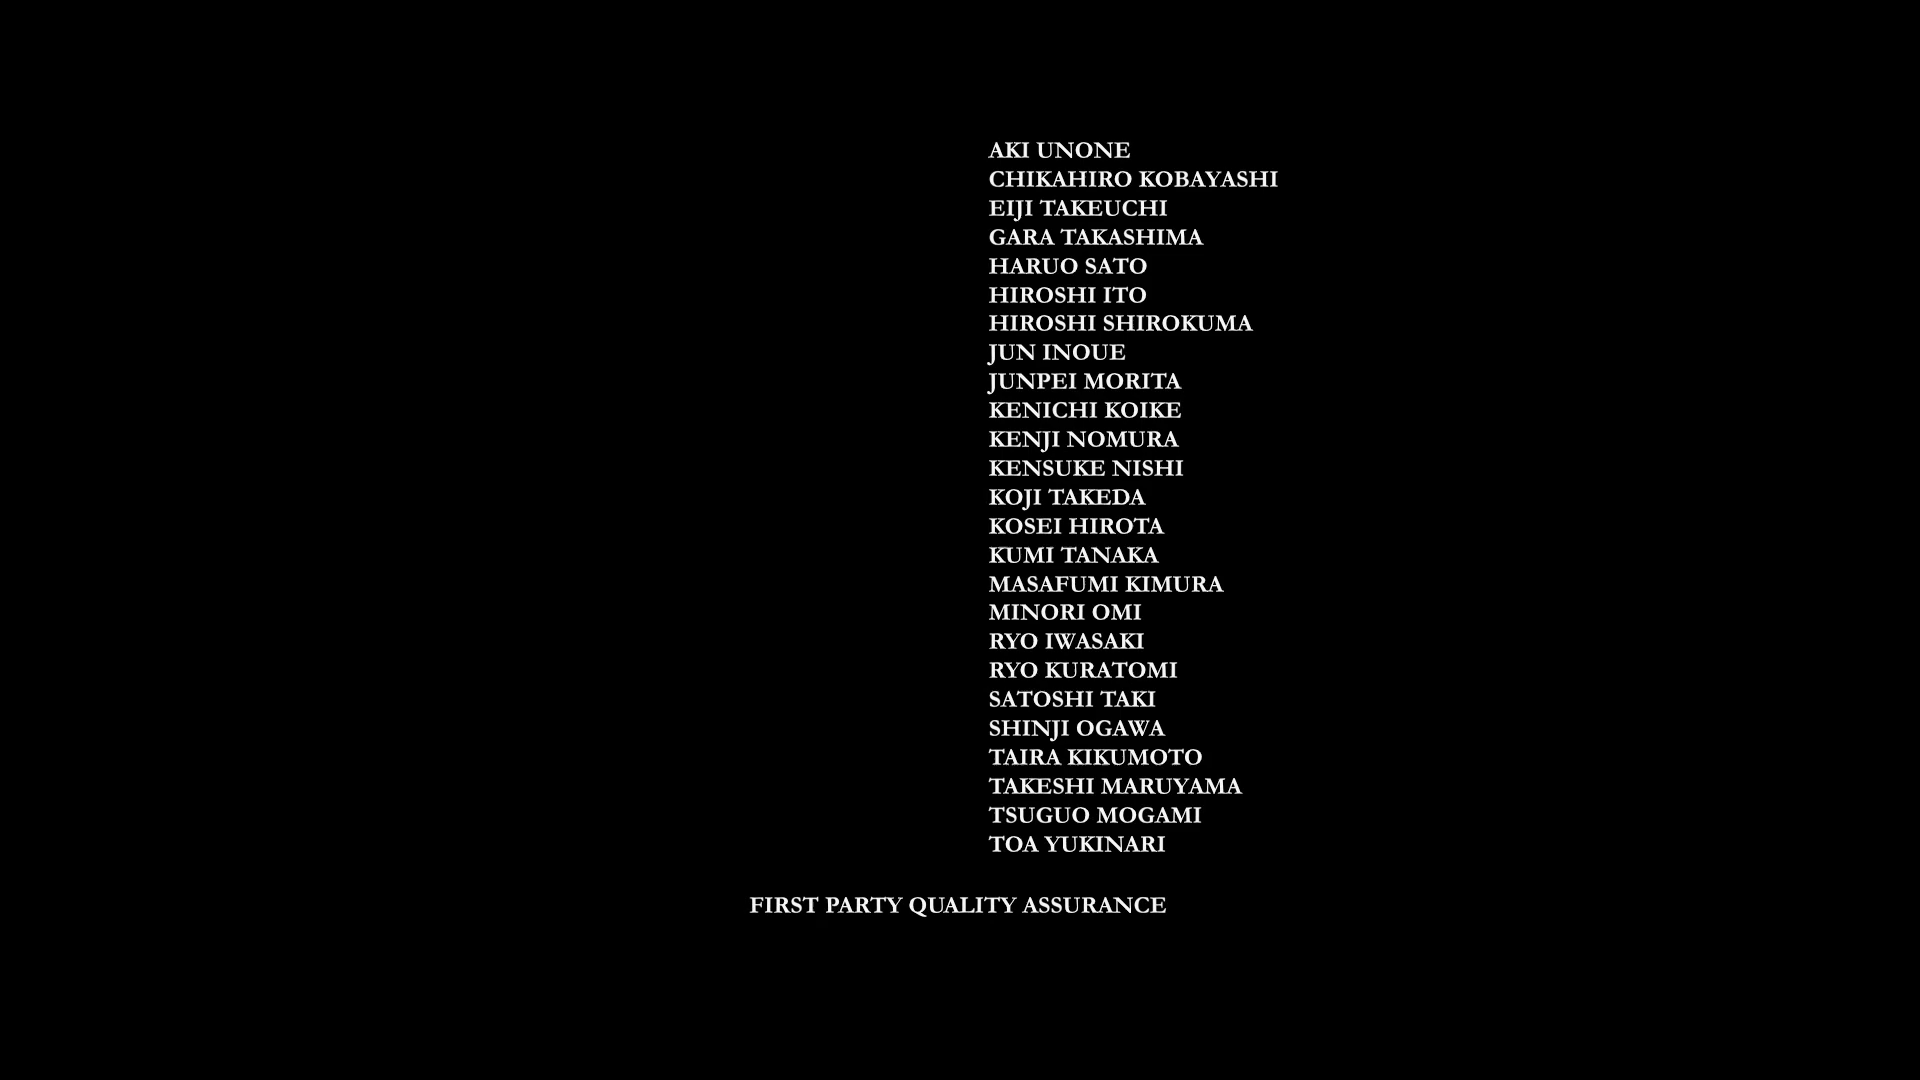 AKI UNONE
CHIKAHIRO KOBAYASHI
EIJI TAKEUCHI
GARA TAKASHIMA
HARUO SATO
HIROSHI ITO
HIROSHI SHIROKUMA
JUN INOUE
JUNPEI MORITA
KENICHI KOIKE
KENJI NOMURA
KENSUKE NISHI
KOJI TAKEDA
KOSEI HIROTA
KUMI TANAKA
MASAFUMI KIMURA
MINORI OMI
RYO IWASAKI
RYO KURATOMI
SATOSHI TAKI
SHINJI OGAWA
TAIRA KIKUMOTO
TAKESHI MARUYAMA
TSUGUO MOGAMI
TOA YUKINARI
FIRST PARTY QUALITY ASSURANCE